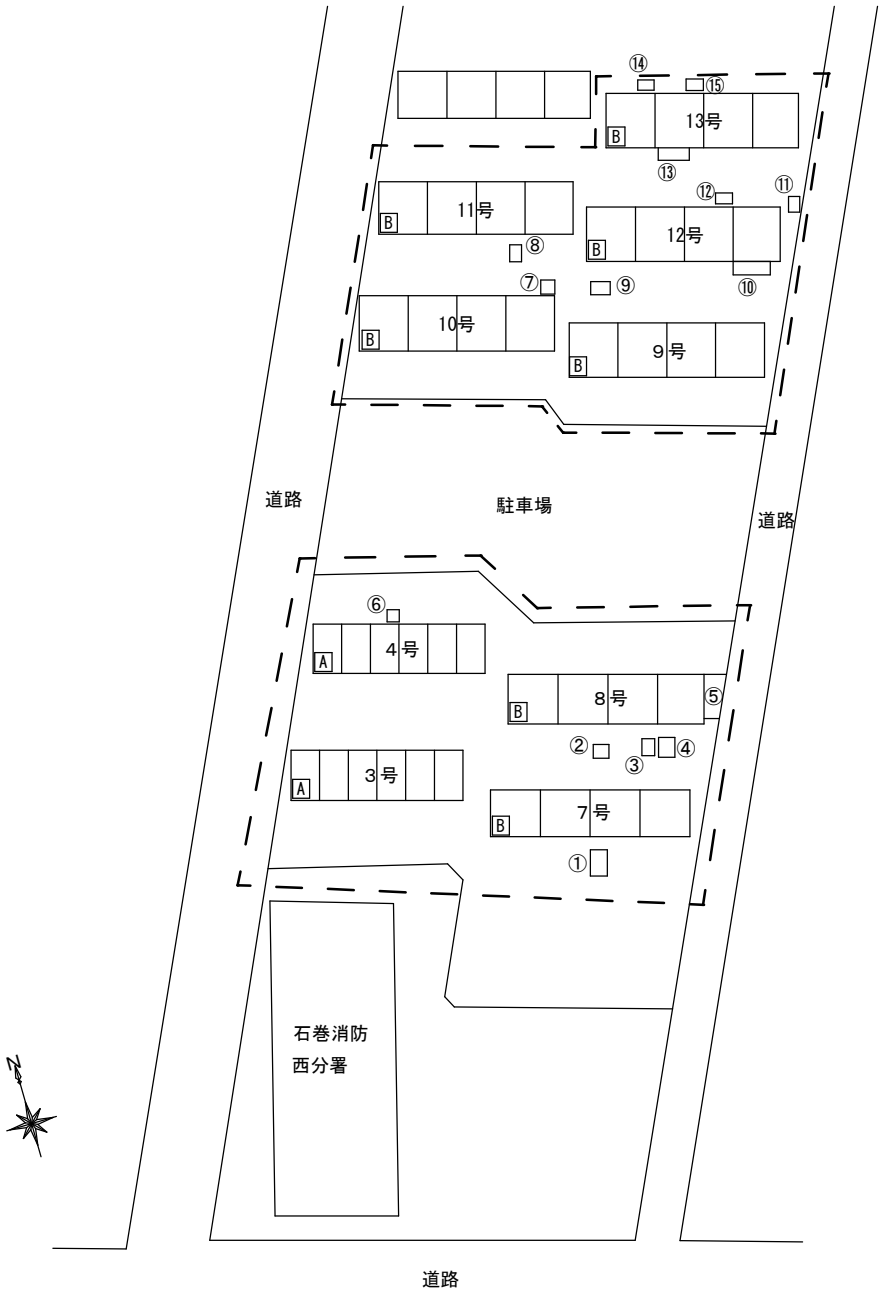 ⑭
⑮
13号
B
⑬
⑫
⑪
11号
B
12号
B
⑧
⑩
⑦
⑨
10号
B
9号
B
道路
駐車場
道路
⑥
4号
A
8号
B
⑤
②
③
④
3号
A
7号
B
①
石巻消防
西分署
N
道路